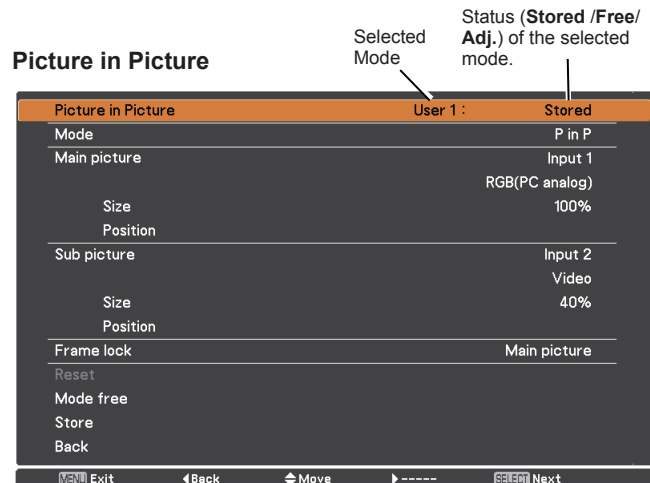 Picture in Picture
Selected
Mode
Status (Stored /Free/
Adj.) of the selected
mode.
Picture in Picture User 1 : Stored
Mode P in P
Main picture Input 1
RGB(PC analog)
Size 100%
Position
Sub picture Input 2
Video
Size 40%
Position
Frame lock Main picture
Reset
Mode free
Store
Back
MENU Exit Back Move ----- SELECT Next